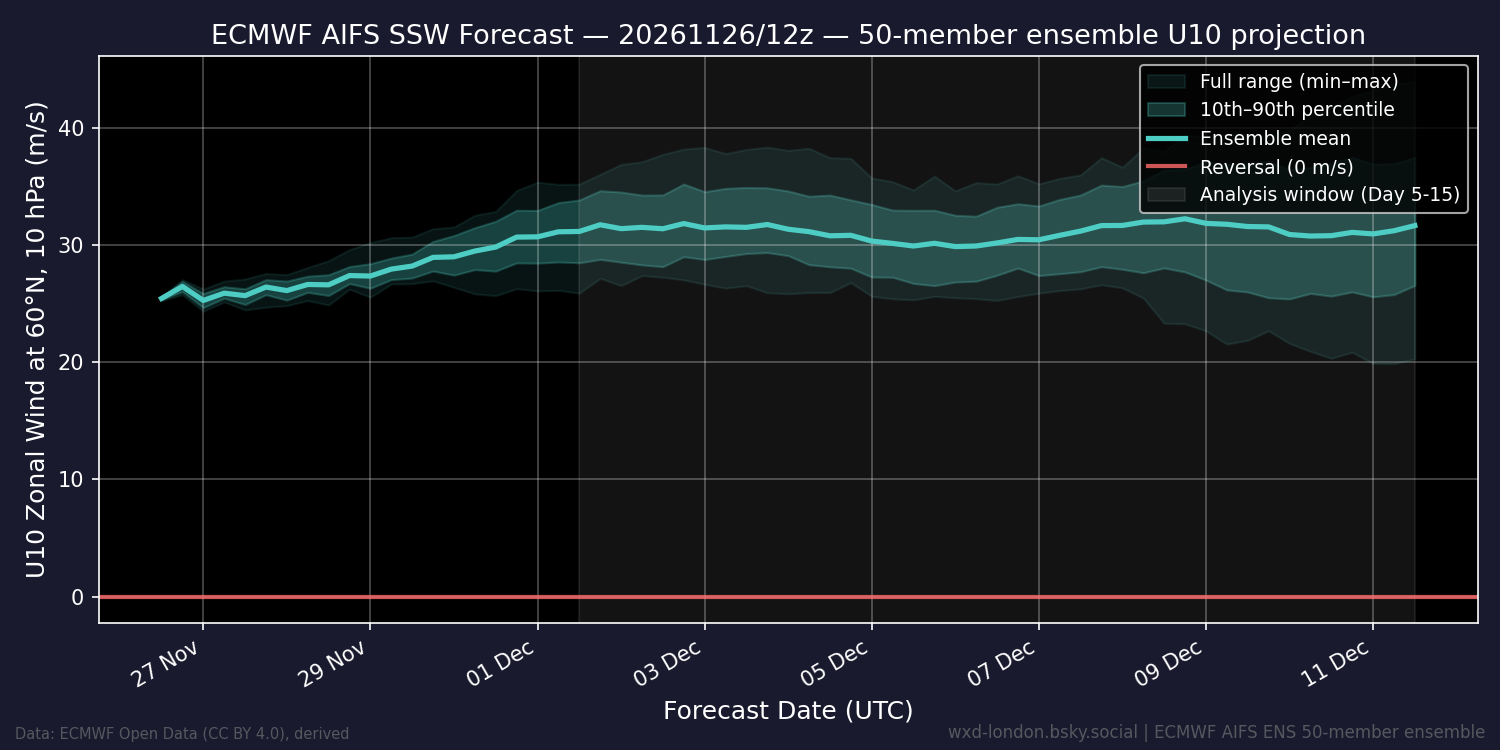 ECMWF AIFS SSW Forecast — 20261126/12z — 50-member ensemble U10 projection
Full range (min–max)
10th–90th percentile
Ensemble mean
Reversal (0 m/s)
Analysis window (Day 5-15)
U10 Zonal Wind at 60°N, 10 hPa (m/s)
40
30
20
10
0
27 Nov
29 Nov
01 Dec
03 Dec
05 Dec
07 Dec
09 Dec
11 Dec
Forecast Date (UTC)
Data: ECMWF Open Data (CC BY 4.0), derived
wxd-london.bsky.social | ECMWF AIFS ENS 50-member ensemble